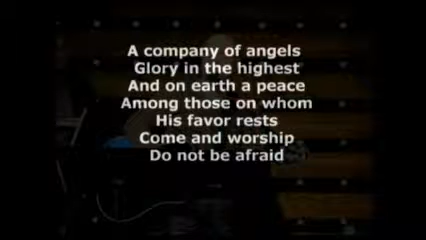 A company of angels
Glory in the highest
And on earth a peace
Among those on whom
His favor rests
Come and worship
Do not be afraid